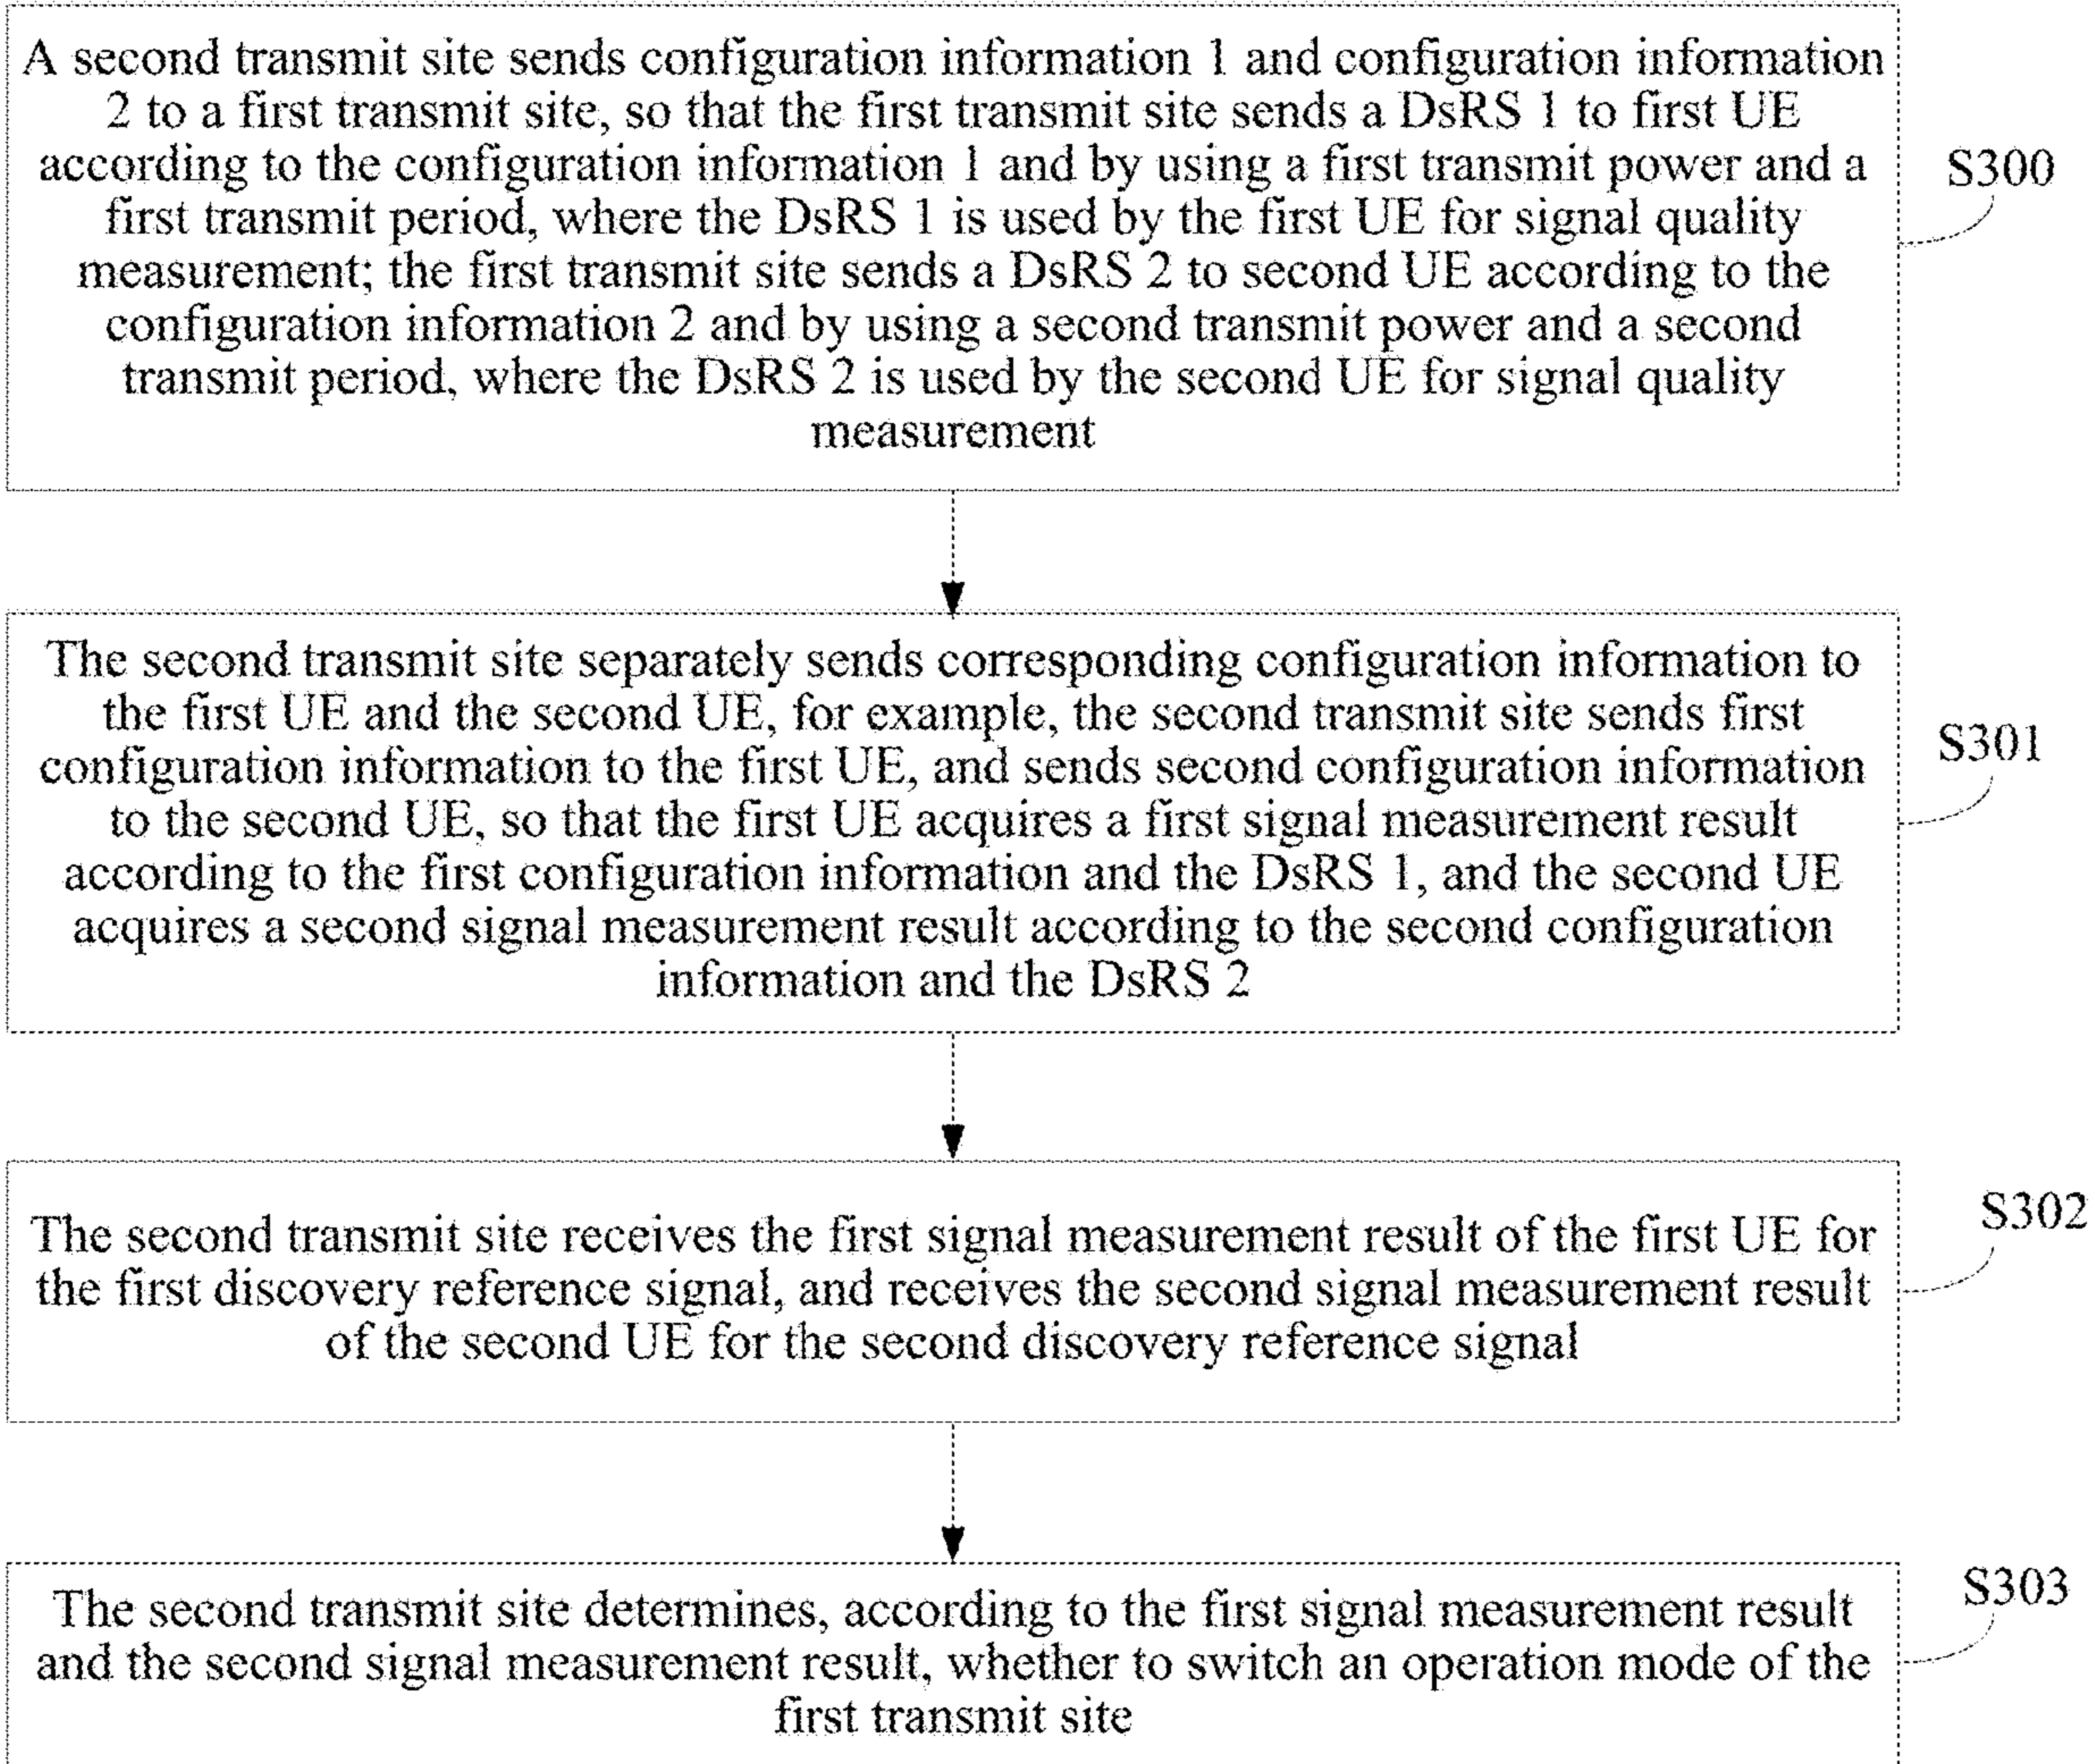 A second transmit site sends configuration information 1 and configuration information
2 to a first transmit site, so that the first transmit site sends a DsRS 1 to first UE
according to the configuration information 1 and by using a first transmit power and a
first transmit period, where the DsRS 1 is used by the first UE for signal quality
measurement; the first transmit site sends a DsRS 2 to second UE according to the
configuration information 2 and by using a second transmit power and a second
transmit period, where the DsRS 2 is used by the second UE for signal quality
measurement
S300
The second transmit site separately sends corresponding configuration information to
the first UE and the second UE, for example, the second transmit site sends first
configuration information to the first UE, and sends second configuration information
to the second UE, so that the first UE acquires a first signal measurement result
according to the first configuration information and the DsRS 1, and the second UE
acquires a second signal measurement result according to the second configuration
information and the DsRS 2
S301
The second transmit site receives the first signal measurement result of the first UE for
the first discovery reference signal, and receives the second signal measurement result
of the second UE for the second discovery reference signal
S302
The second transmit site determines, according to the first signal measurement result
and the second signal measurement result, whether to switch an operation mode of the
first transmit site
S303